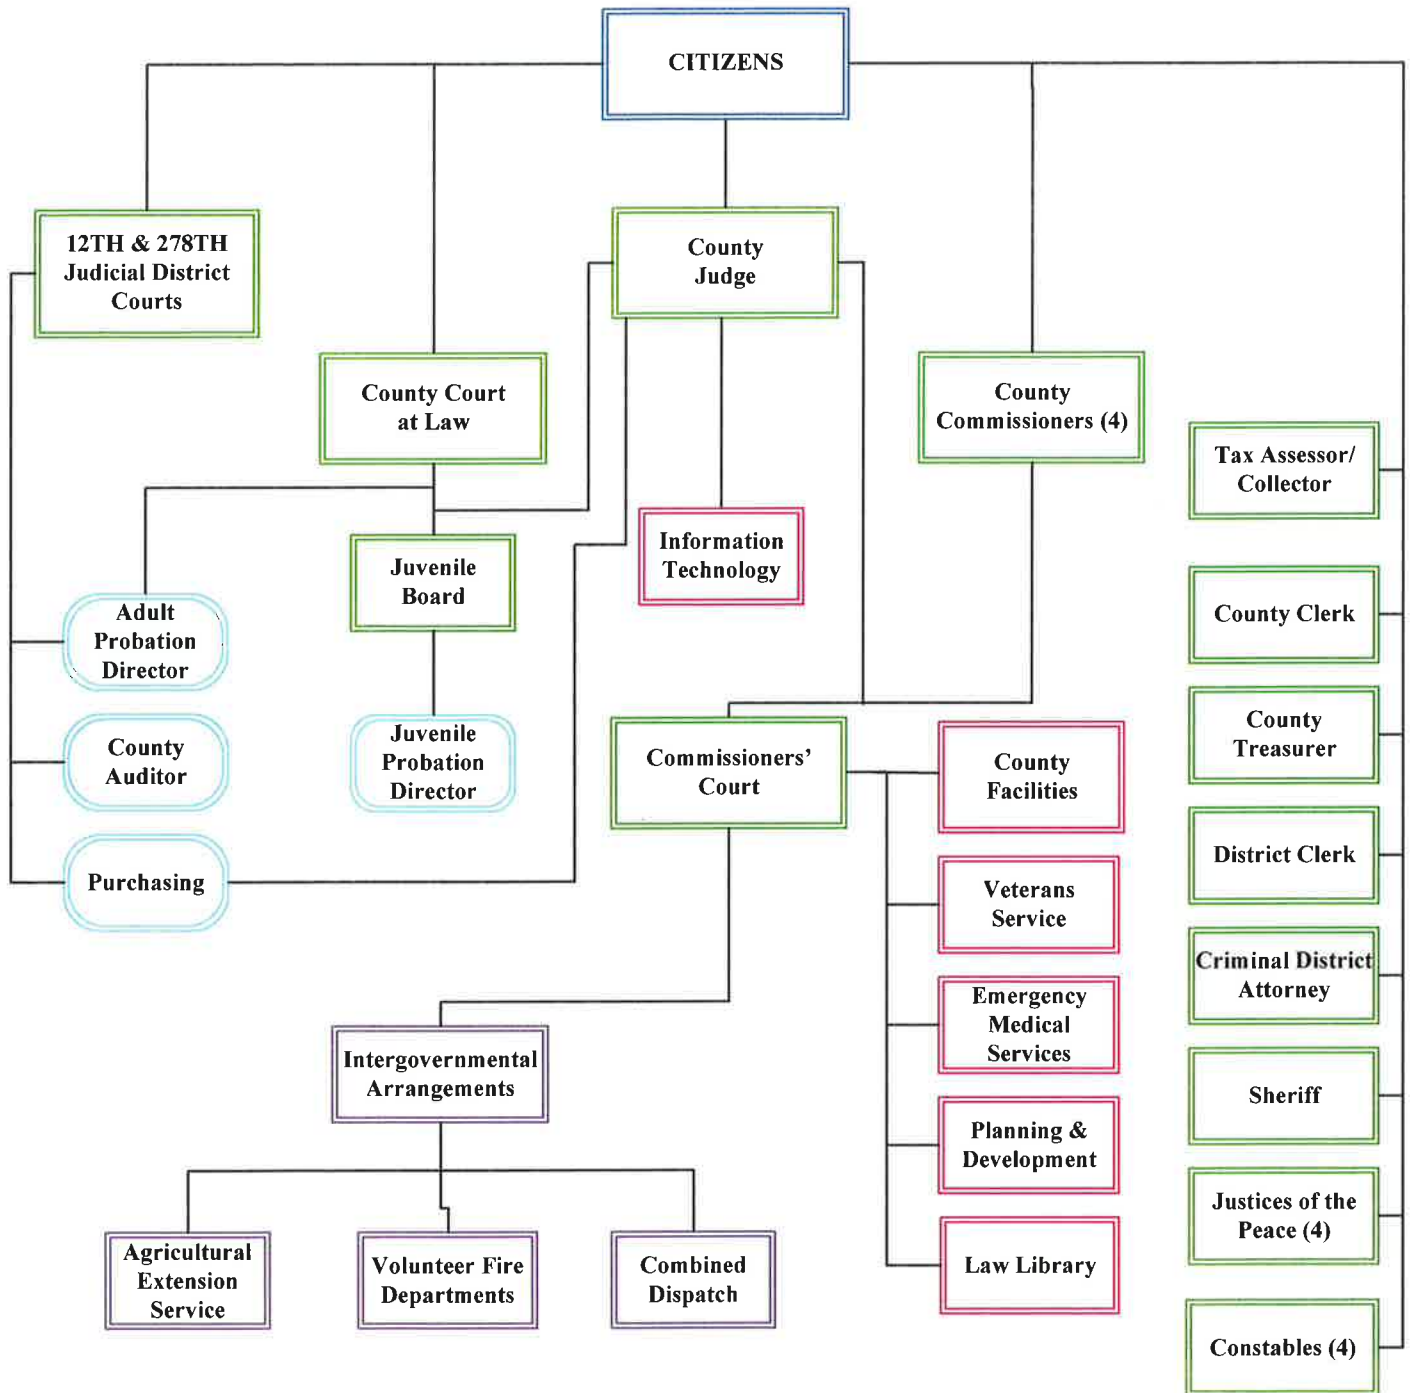 CITIZENS
12TH & 278TH
Judicial District
Courts
County
Judge
County Court
at Law
County
Commissioners (4)
Tax Assessor/
Collector
Information
Technology
Juvenile
Board
County Clerk
Adult
Probation
Director
County
Treasurer
Juvenile
Probation
Director
County
Auditor
Commissioners’
Court
County
Facilities
District Clerk
Purchasing
Veterans
Service
Criminal District
Attorney
Emergency
Medical
Services
Intergovernmental
Arrangements
Sheriff
Planning &
Development
Justices of the
Peace (4)
Agricultural
Extension
Service
Volunteer Fire
Departments
Combined
Dispatch
Law Library
Constables (4)